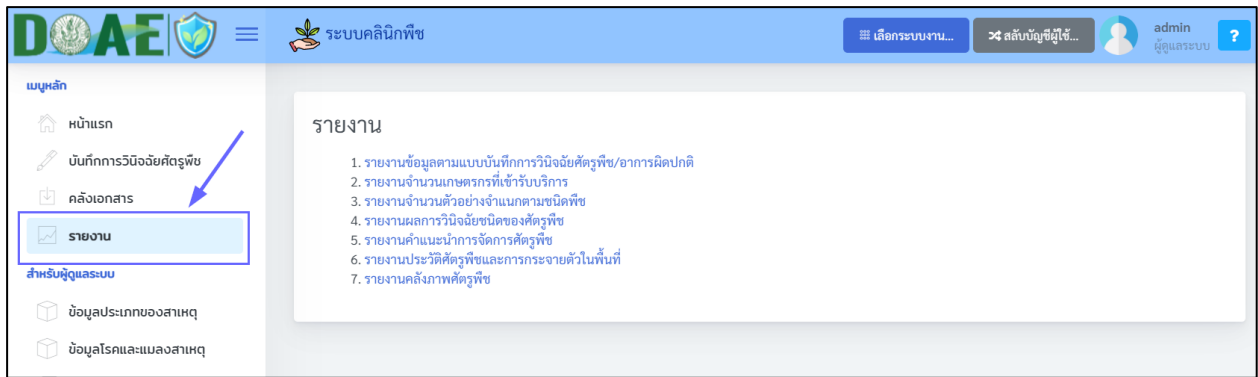 DOAE
ระบบคลินิกพืช
เลือกระบบงาน...
สลับบัญชีผู้ใช้...
admin
ผู้ดูแลระบบ
?
เมนูหลัก
หน้าแรก
บันทึกการวินิจฉัยศัตรูพืช
คลังเอกสาร
รายงาน
สำหรับผู้ดูแลระบบ
ข้อมูลประเภทของสาเหตุ
ข้อมูลโรคและแมลงสาเหตุ
รายงาน
1. รายงานข้อมูลตามแบบบันทึกการวินิจฉัยศัตรูพืช/อาการผิดปกติ
2. รายงานจำนวนเกษตรกรที่เข้ารับบริการ
3. รายงานจำนวนตัวอย่างจำแนกตามชนิดพืช
4. รายงานผลการวินิจฉัยชนิดของศัตรูพืช
5. รายงานคำแนะนำการจัดการศัตรูพืช
6. รายงานประวัติศัตรูพืชและการกระจายตัวในพื้นที่
7. รายงานคลังภาพศัตรูพืช